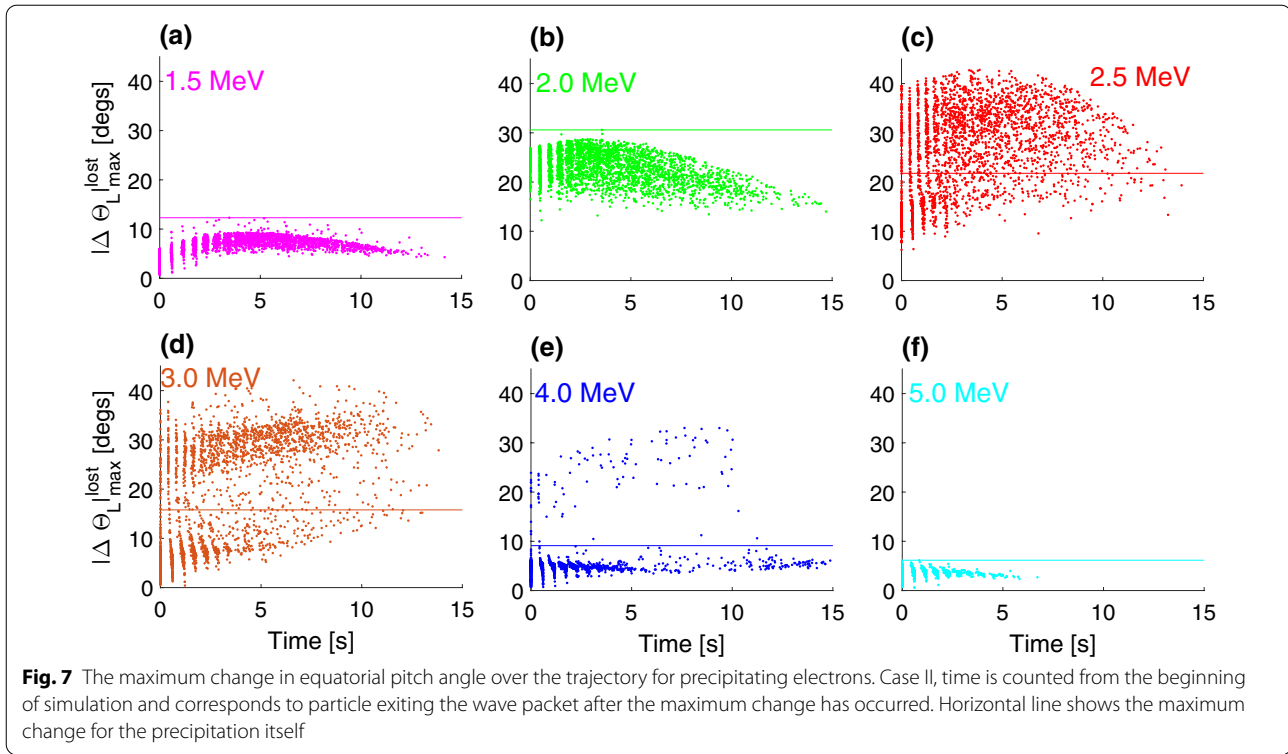 (a)
(b)
(c)
1.5 MeV
2.0 MeV
2.5 MeV
|Δ Θ_L|^lost_max [degs]
40
30
20
10
0
40
30
20
10
0
40
30
20
10
0
0 5 10 15
0 5 10 15
0 5 10 15
(d)
(e)
(f)
3.0 MeV
4.0 MeV
5.0 MeV
|Δ Θ_L|^lost_max [degs]
40
30
20
10
0
40
30
20
10
0
40
30
20
10
0
0 5 10 15
0 5 10 15
0 5 10 15
Time [s]
Time [s]
Time [s]
Fig. 7 The maximum change in equatorial pitch angle over the trajectory for precipitating electrons. Case II, time is counted from the beginning
of simulation and corresponds to particle exiting the wave packet after the maximum change has occurred. Horizontal line shows the maximum
change for the precipitation itself